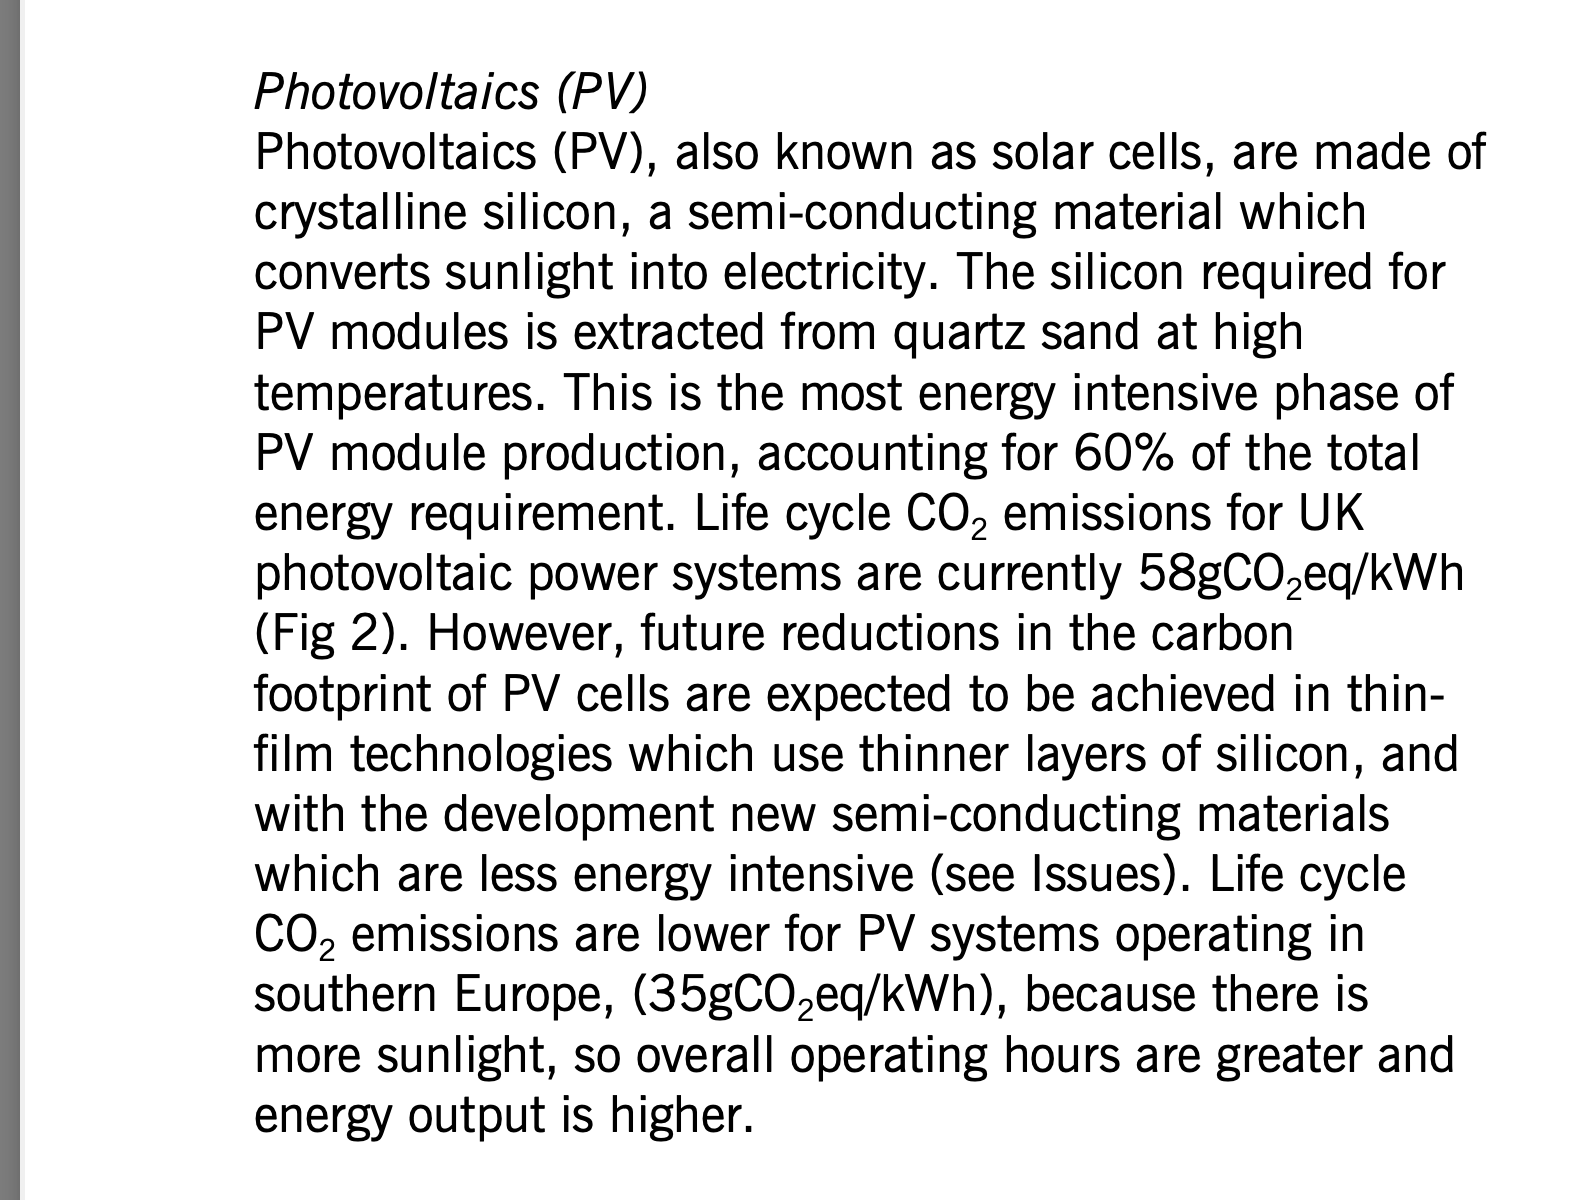 Photovoltaics (PV)
Photovoltaics (PV), also known as solar cells, are made of
crystalline silicon, a semi-conducting material which
converts sunlight into electricity. The silicon required for
PV modules is extracted from quartz sand at high
temperatures. This is the most energy intensive phase of
PV module production, accounting for 60% of the total
energy requirement. Life cycle CO₂ emissions for UK
photovoltaic power systems are currently 58gCO₂eq/kWh
(Fig 2). However, future reductions in the carbon
footprint of PV cells are expected to be achieved in thin-
film technologies which use thinner layers of silicon, and
with the development new semi-conducting materials
which are less energy intensive (see Issues). Life cycle
CO₂ emissions are lower for PV systems operating in
southern Europe, (35gCO₂eq/kWh), because there is
more sunlight, so overall operating hours are greater and
energy output is higher.